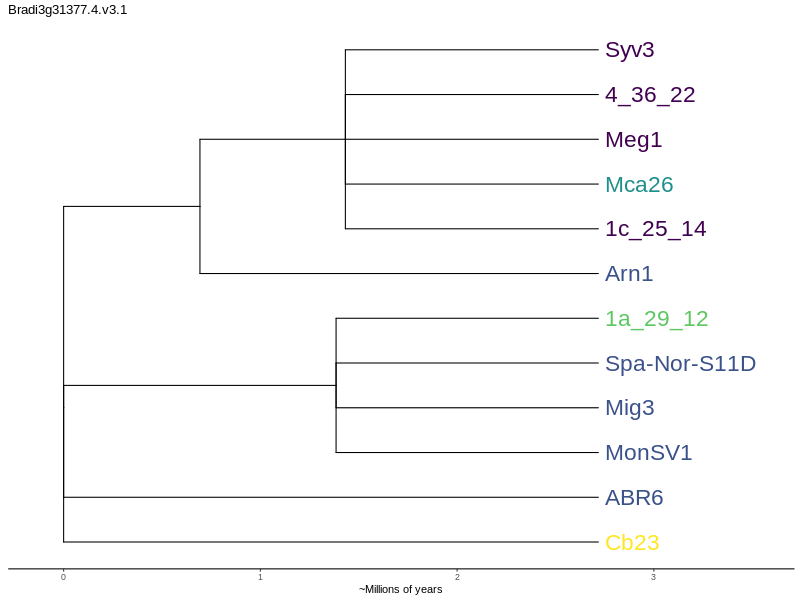 Bradi3g31377.4.v3.1
Syv3
4_36_22
Meg1
Mca26
1c_25_14
Arn1
1a_29_12
Spa-Nor-S11D
Mig3
MonSV1
ABR6
Cb23
0 1 2 3
~Millions of years